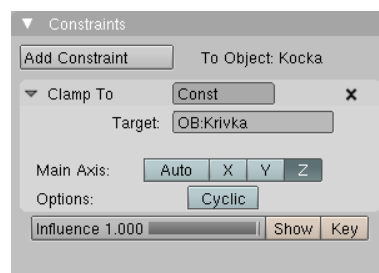 Constraints
Add Constraint To Object: Kocka
Clamp To Const
Target: OB:Krivka
Main Axis: Auto X Y Z
Options: Cyclic
Influence 1.000 Show Key